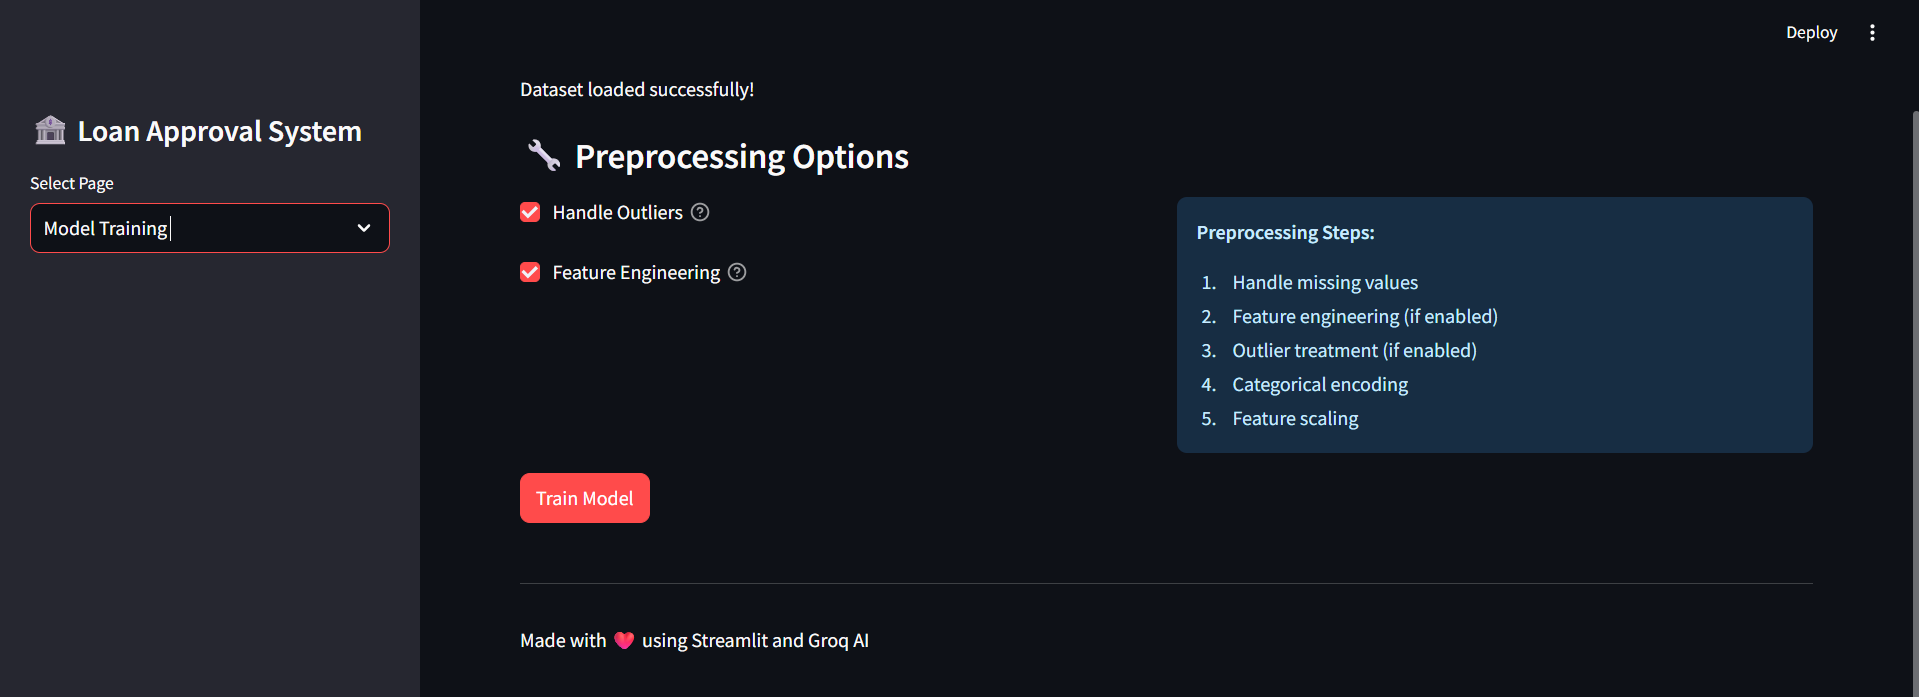 Deploy
Loan Approval System
Select Page
Model Training
Dataset loaded successfully!
Preprocessing Options
Handle Outliers
Feature Engineering
Preprocessing Steps:
1. Handle missing values
2. Feature engineering (if enabled)
3. Outlier treatment (if enabled)
4. Categorical encoding
5. Feature scaling
Train Model
Made with ❤️ using Streamlit and Groq AI